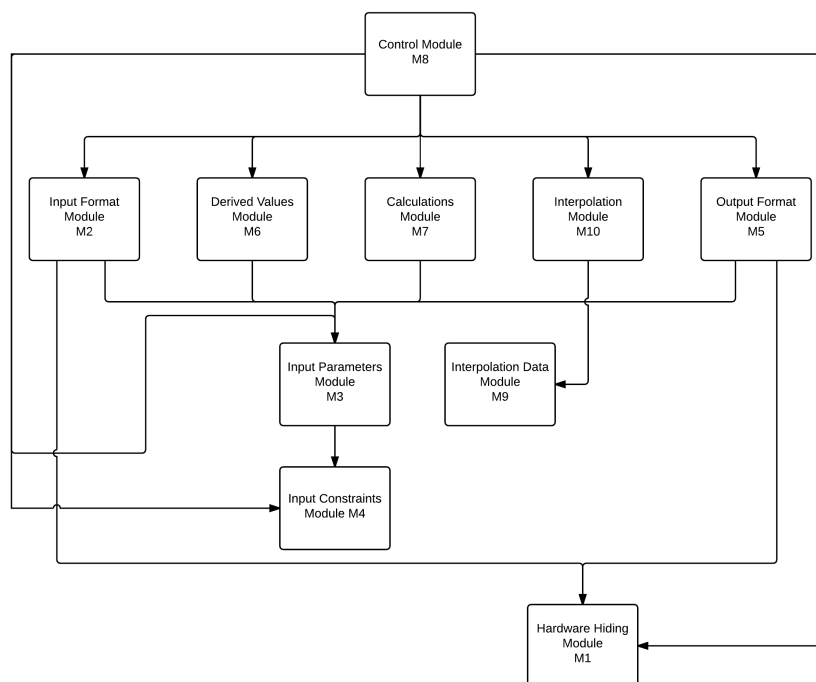 Control Module
M8
Input Format
Module
M2
Derived Values
Module
M6
Calculations
Module
M7
Interpolation
Module
M10
Output Format
Module
M5
Input Parameters
Module
M3
Interpolation Data
Module
M9
Input Constraints
Module M4
Hardware Hiding
Module
M1